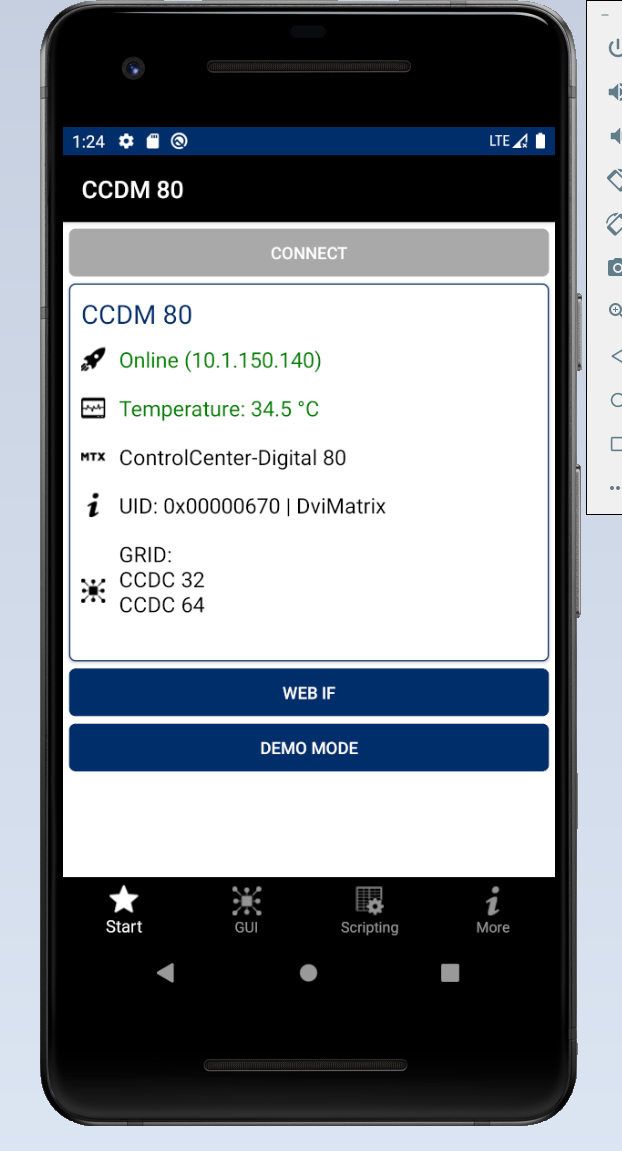 1:24 LTE
CCDM 80
CONNECT
CCDM 80
Online (10.1.150.140)
Temperature: 34.5 °C
MTX ControlCenter-Digital 80
UID: 0x00000670 | DviMatrix
GRID:
CCDC 32
CCDC 64
WEB IF
DEMO MODE
Start GUI Scripting More